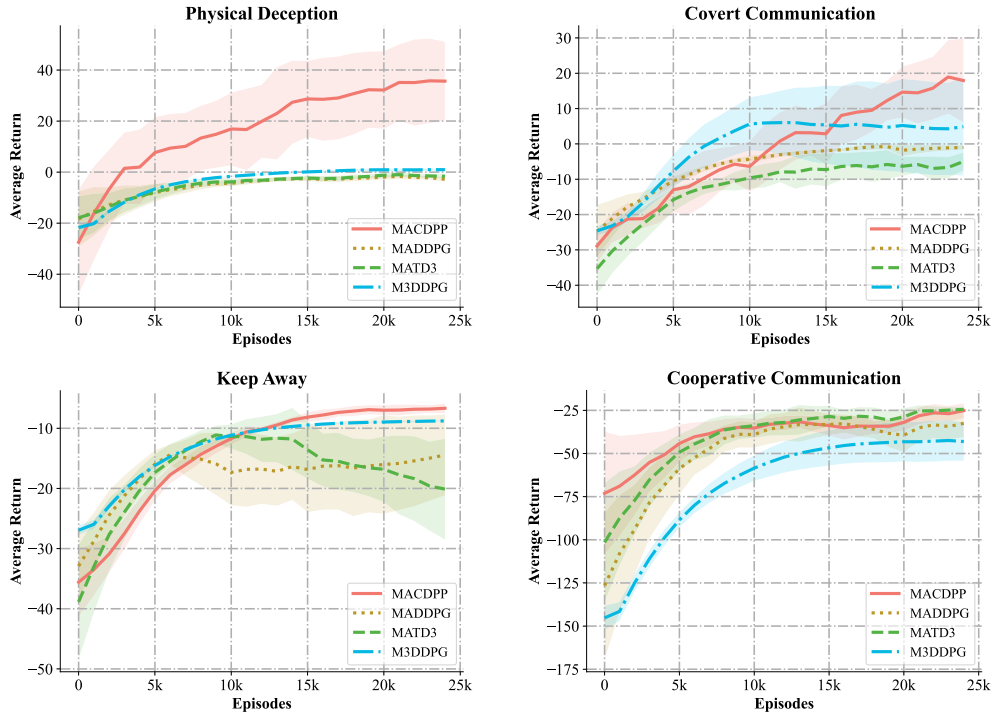 Physical Deception
Average Return
40
20
0
−20
−40
0
5k
10k
15k
20k
25k
Episodes
MACDPP
MADDPG
MATD3
M3DDPG
Covert Communication
Average Return
30
20
10
0
−10
−20
−30
−40
0
5k
10k
15k
20k
25k
Episodes
MACDPP
MADDPG
MATD3
M3DDPG
Keep Away
Average Return
−10
−20
−30
−40
−50
0
5k
10k
15k
20k
25k
Episodes
MACDPP
MADDPG
MATD3
M3DDPG
Cooperative Communication
Average Return
−25
−50
−75
−100
−125
−150
−175
0
5k
10k
15k
20k
25k
Episodes
MACDPP
MADDPG
MATD3
M3DDPG